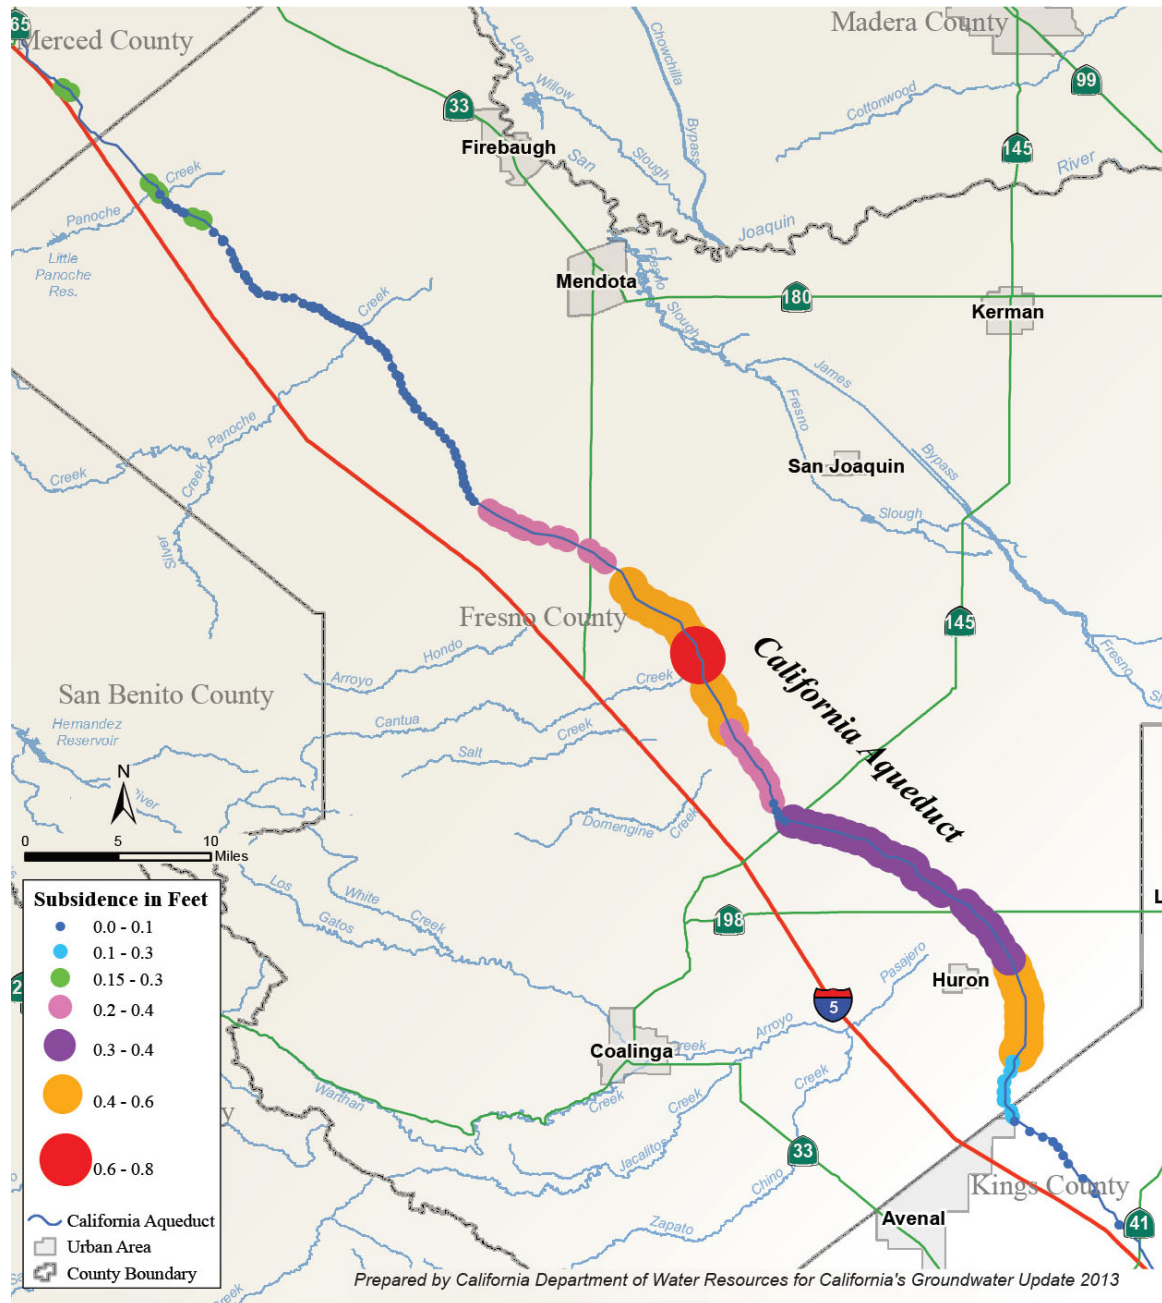 65
Merced County
Madera County
99
33
Firebaugh
Lone
Willow
Slough
Chowchilla
Bypass
Cottonwood
145
San
Joaquin
River
Creek
Panoche
Little
Panoche
Res.
Mendota
Fresno
Slough
180
Kerman
Creek
Panoche
Creek
Creek
Silver
James
Bypass
Fresno
Slough
San Joaquin
Fresno County
145
Fresno
California Aqueduct
Hondo
Arroyo
Creek
Cantua
Creek
Salt
Domengine
Creek
San Benito County
Hernandez
Reservoir
River
N
0 5 10
Miles
Los
Gatos
White
Creek
198
L
Huron
Pasajero
Arroyo
5
Coalinga
Creek
Creek
Warthan
Creek
Creek
Jacalitos
Chino
33
Zapato
Avenal
Kings County
41
2
y
Subsidence in Feet
0.0 - 0.1
0.1 - 0.3
0.15 - 0.3
0.2 - 0.4
0.3 - 0.4
0.4 - 0.6
0.6 - 0.8
California Aqueduct
Urban Area
County Boundary
Prepared by California Department of Water Resources for California's Groundwater Update 2013